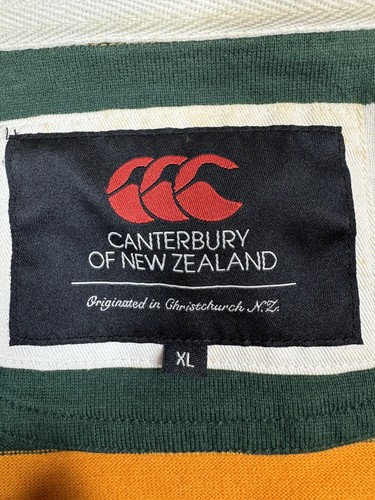 CANTERBURY
OF NEW ZEALAND
Originated in Christchurch N.Z.
XL